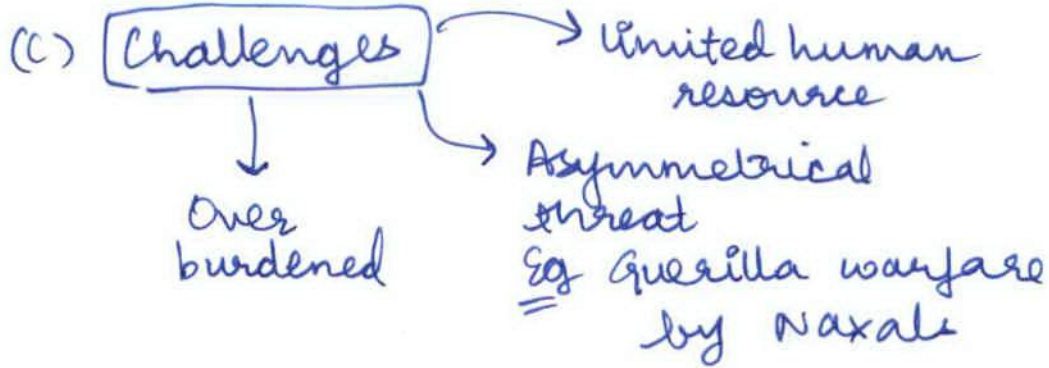 (C) Challenges
Limited human
resource
Asymmetrical
threat
Eg Guerilla warfare
by Naxals
Over
burdened